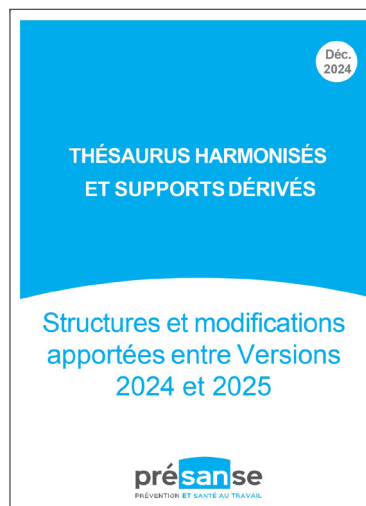 Déc.
2024
THÉSAURUS HARMONISÉS
ET SUPPORTS DÉRIVÉS
Structures et modifications
apportées entre Versions
2024 et 2025
présanse
PRÉVENTION ET SANTÉ AU TRAVAIL